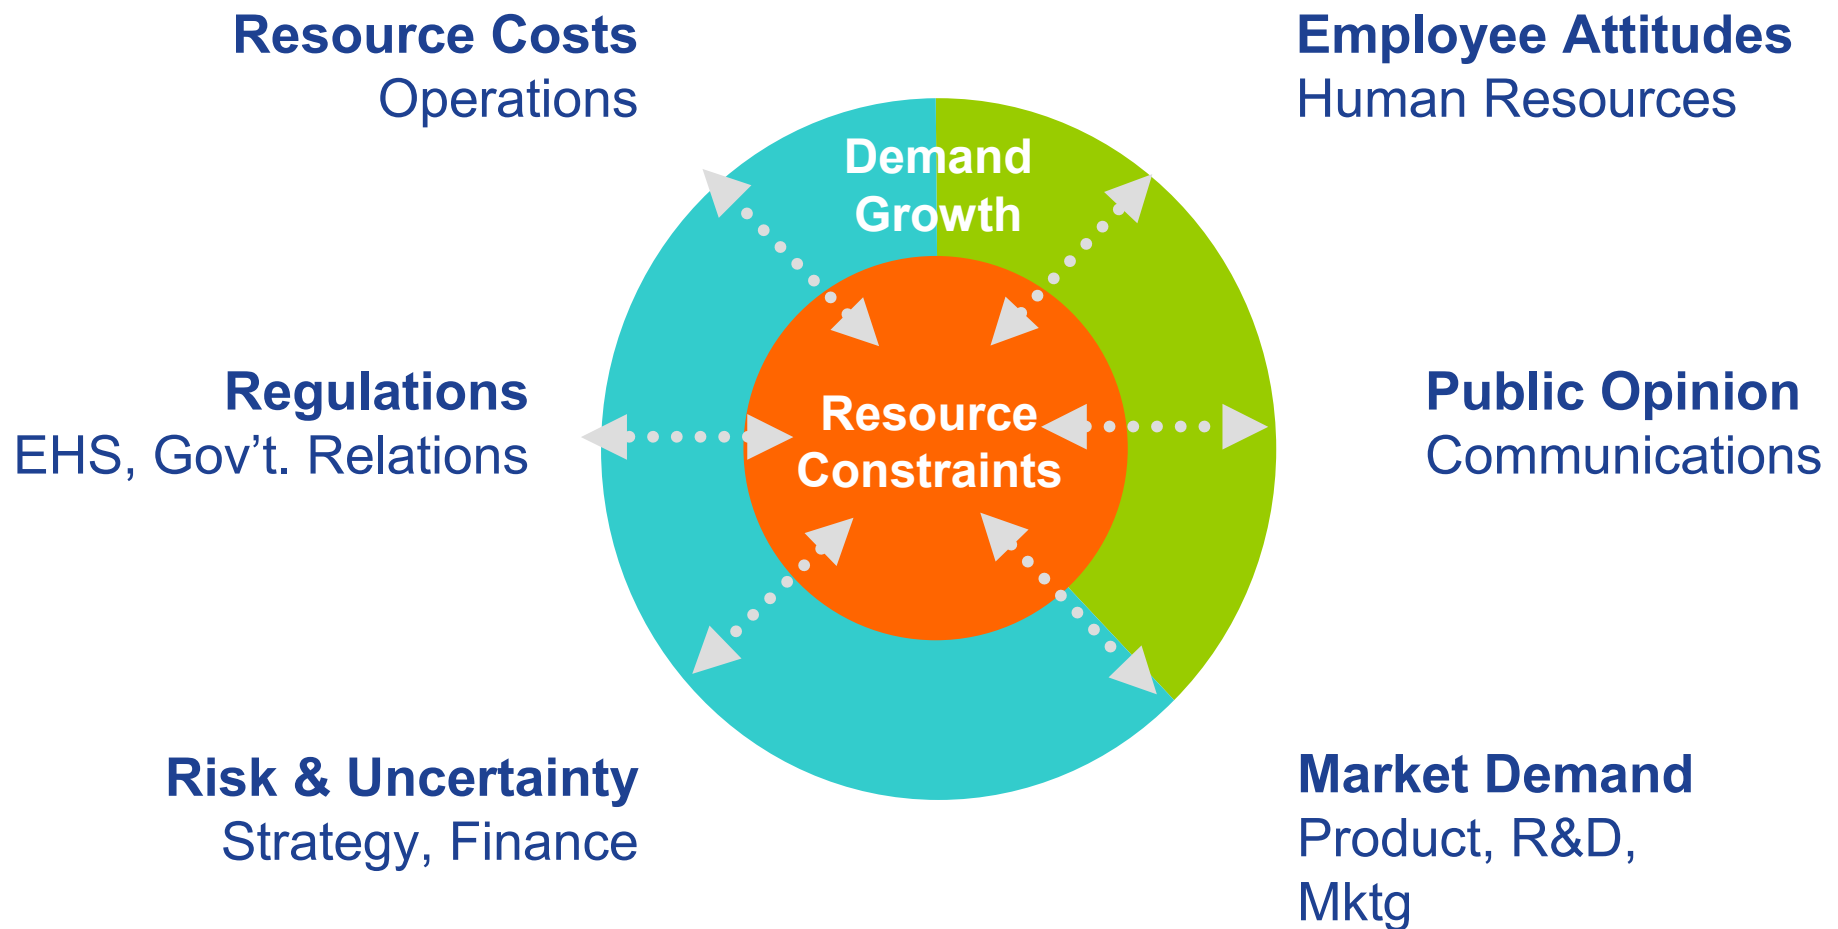 Resource Costs
Operations
Employee Attitudes
Human Resources
Demand
Growth
Regulations
EHS, Gov’t. Relations
Resource
Constraints
Public Opinion
Communications
Risk & Uncertainty
Strategy, Finance
Market Demand
Product, R&D,
Mktg